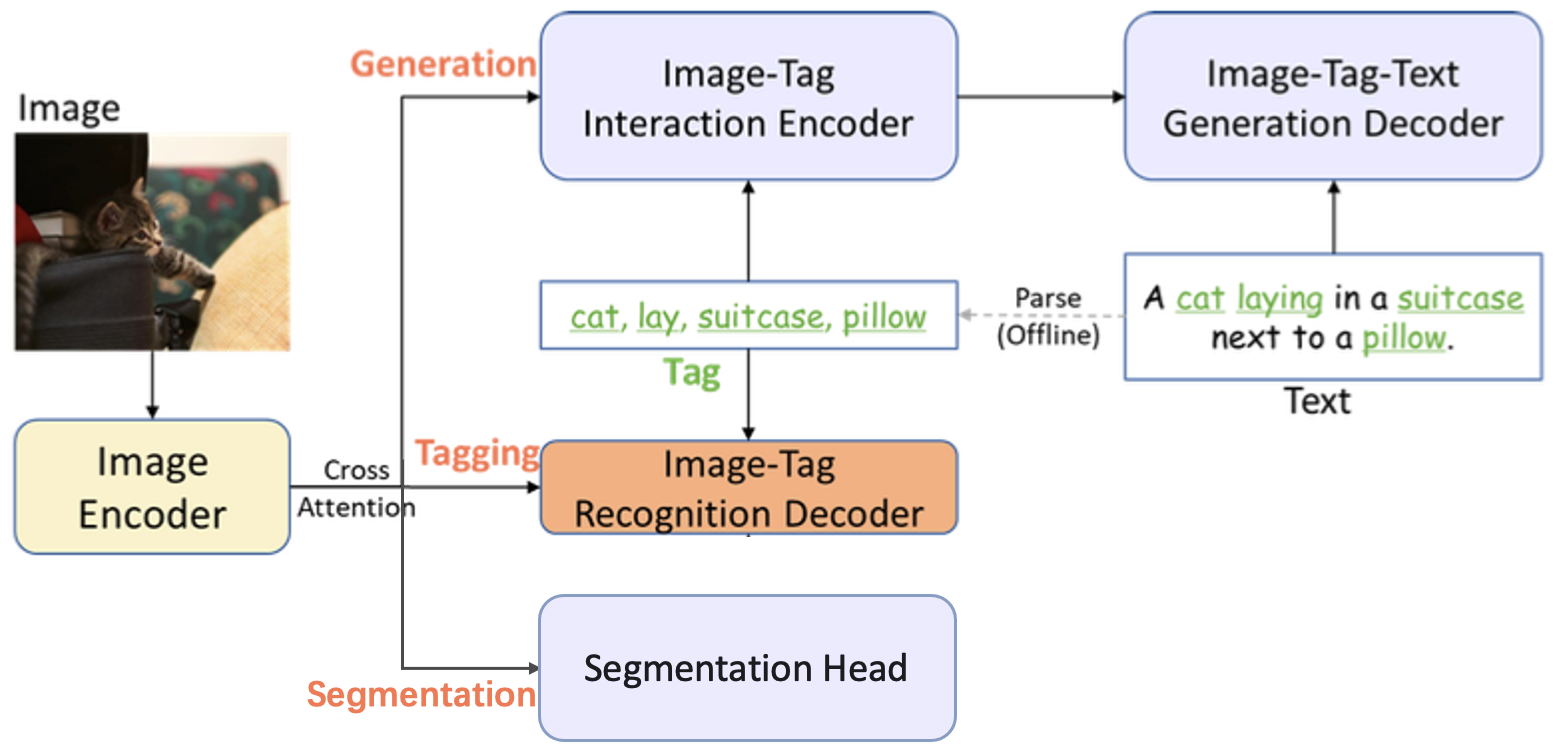 Image
Generation
Image-Tag
Interaction Encoder
Image-Tag-Text
Generation Decoder
cat, lay, suitcase, pillow
Tag
Parse
(Offline)
A cat laying in a suitcase
next to a pillow.
Text
Image
Encoder
Cross
Attention
Tagging
Image-Tag
Recognition Decoder
Segmentation
Segmentation Head